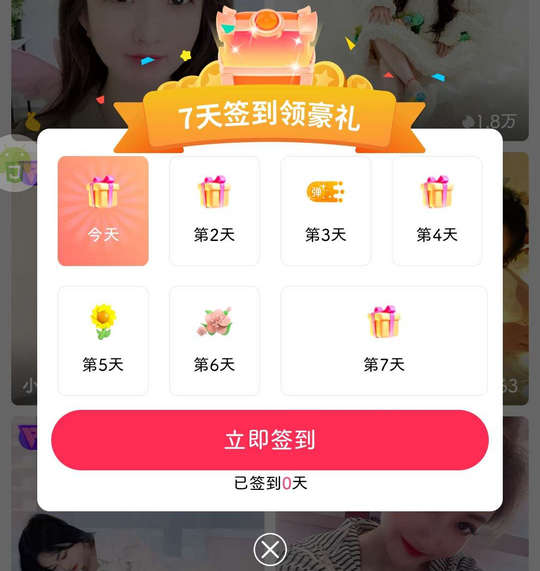 7天签到领豪礼
1.8万
今天
第2天
弹
第3天
第4天
第5天
第6天
第7天
小
63
立即签到
已签到0天